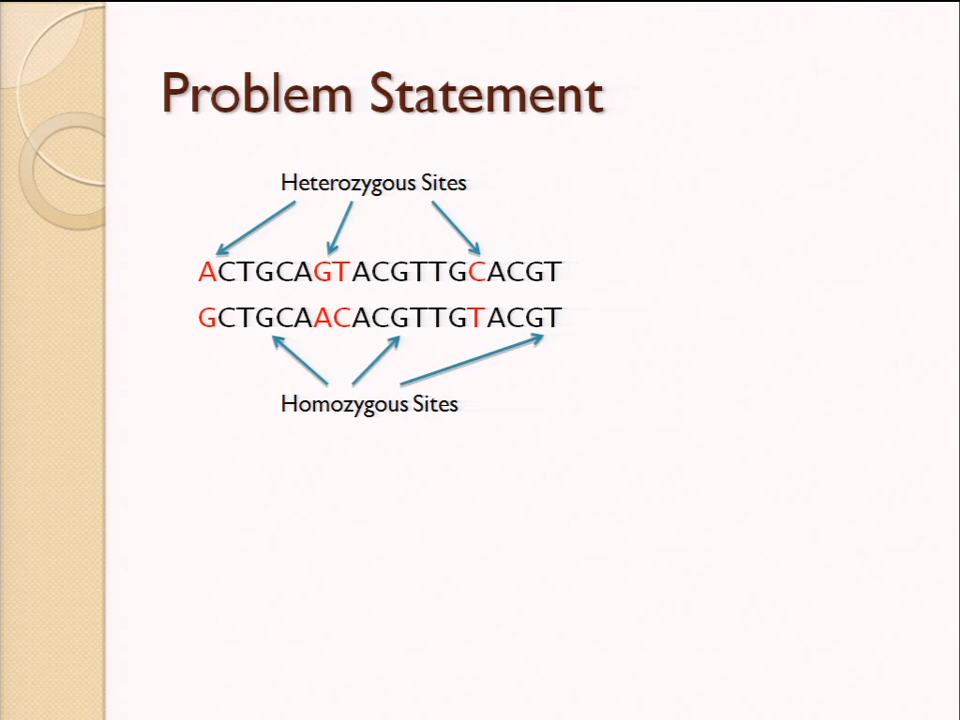 Problem Statement
Heterozygous Sites
ACTGCAGTACGTTGCACGT
GCTGCAACACGTTGTACGT
Homozygous Sites